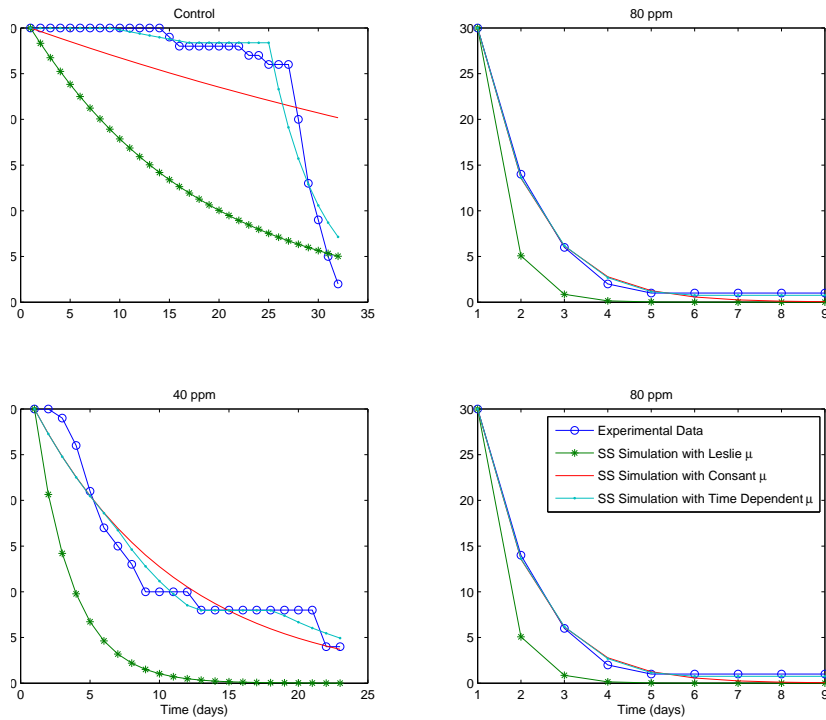 Control
0
5
0
5
0
5
0
0 5 10 15 20 25 30 35
80 ppm
30
25
20
15
10
5
0
1 2 3 4 5 6 7 8 9
40 ppm
0
5
0
5
0
5
0
0 5 10 15 20 25
Time (days)
80 ppm
30
25
20
15
10
5
0
1 2 3 4 5 6 7 8 9
Time (days)
Experimental Data
SS Simulation with Leslie μ
SS Simulation with Consant μ
SS Simulation with Time Dependent μ